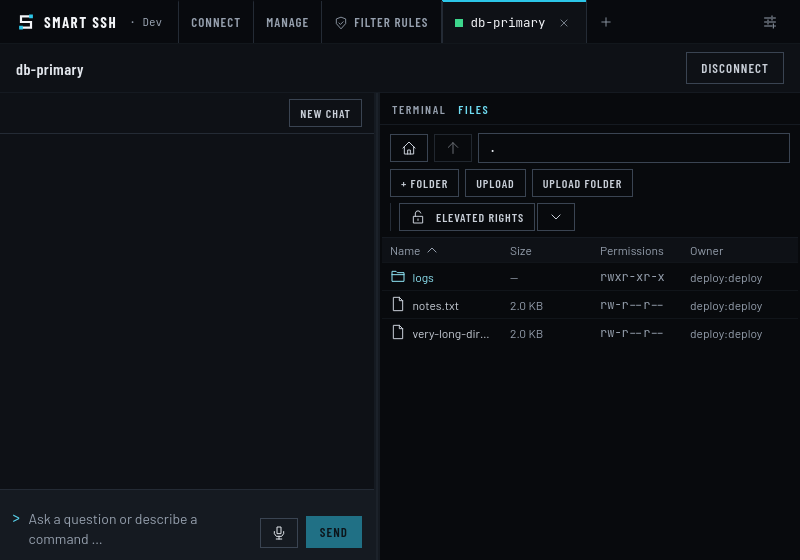 SMART SSH · Dev CONNECT MANAGE FILTER RULES db-primary
db-primary DISCONNECT
NEW CHAT
TERMINAL FILES
.
+ FOLDER UPLOAD UPLOAD FOLDER
ELEVATED RIGHTS
Name Size Permissions Owner
logs — rwxr-xr-x deploy:deploy
notes.txt 2.0 KB rw-r--r-- deploy:deploy
very-long-dir... 2.0 KB rw-r--r-- deploy:deploy
> Ask a question or describe a
command ...
SEND